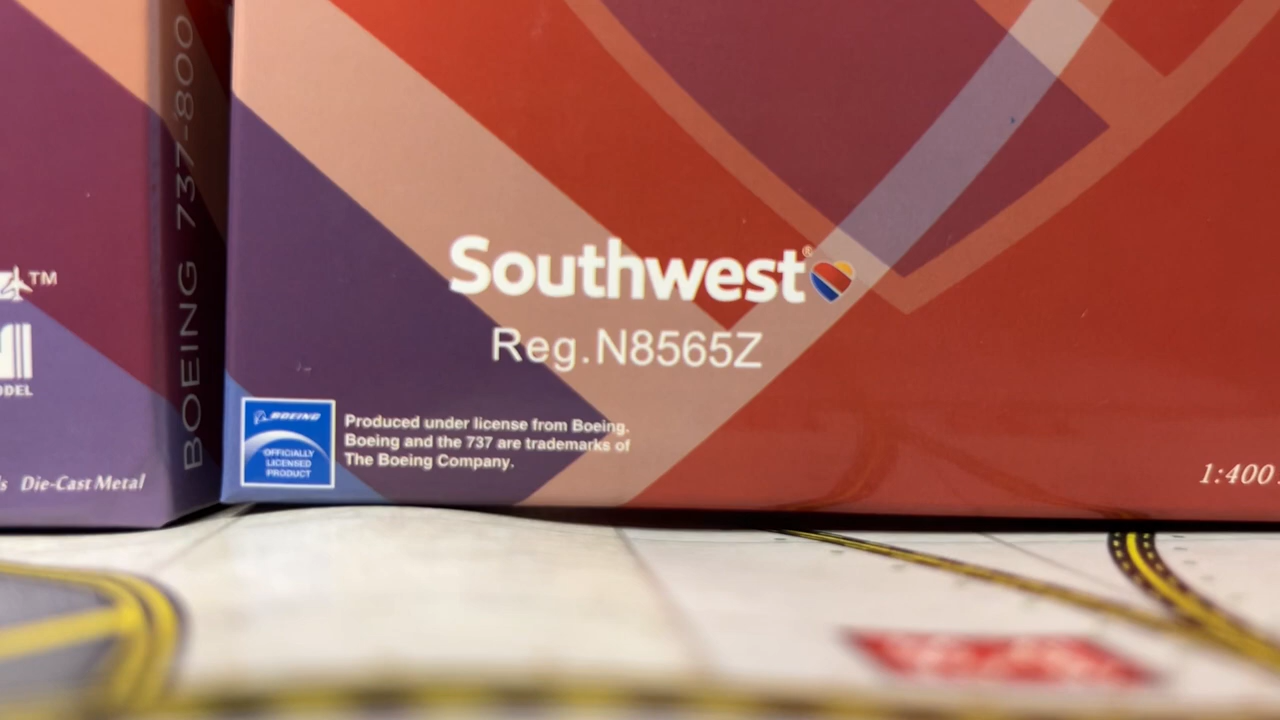 BOEING 737-800
TM
Die-Cast Metal
Southwest®
Reg.N8565Z
BOEING
OFFICIALLY
LICENSED
PRODUCT
Produced under license from Boeing.
Boeing and the 737 are trademarks of
The Boeing Company.
1:400